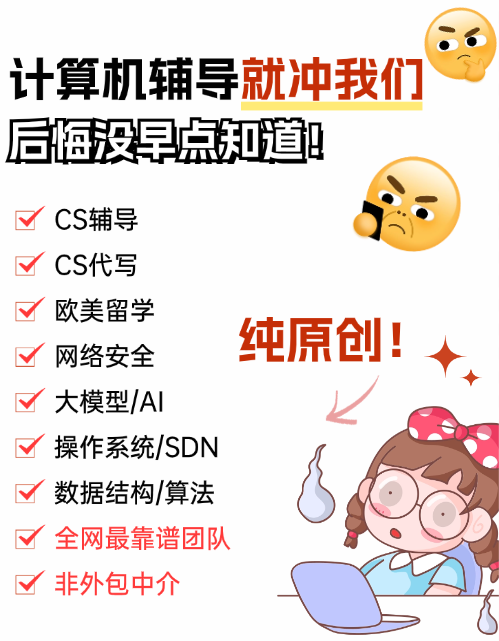 计算机辅导就冲我们
后悔没早点知道!
CS辅导
CS代写
欧美留学
网络安全
纯原创!
大模型/AI
操作系统/SDN
数据结构/算法
全网最靠谱团队
非外包中介